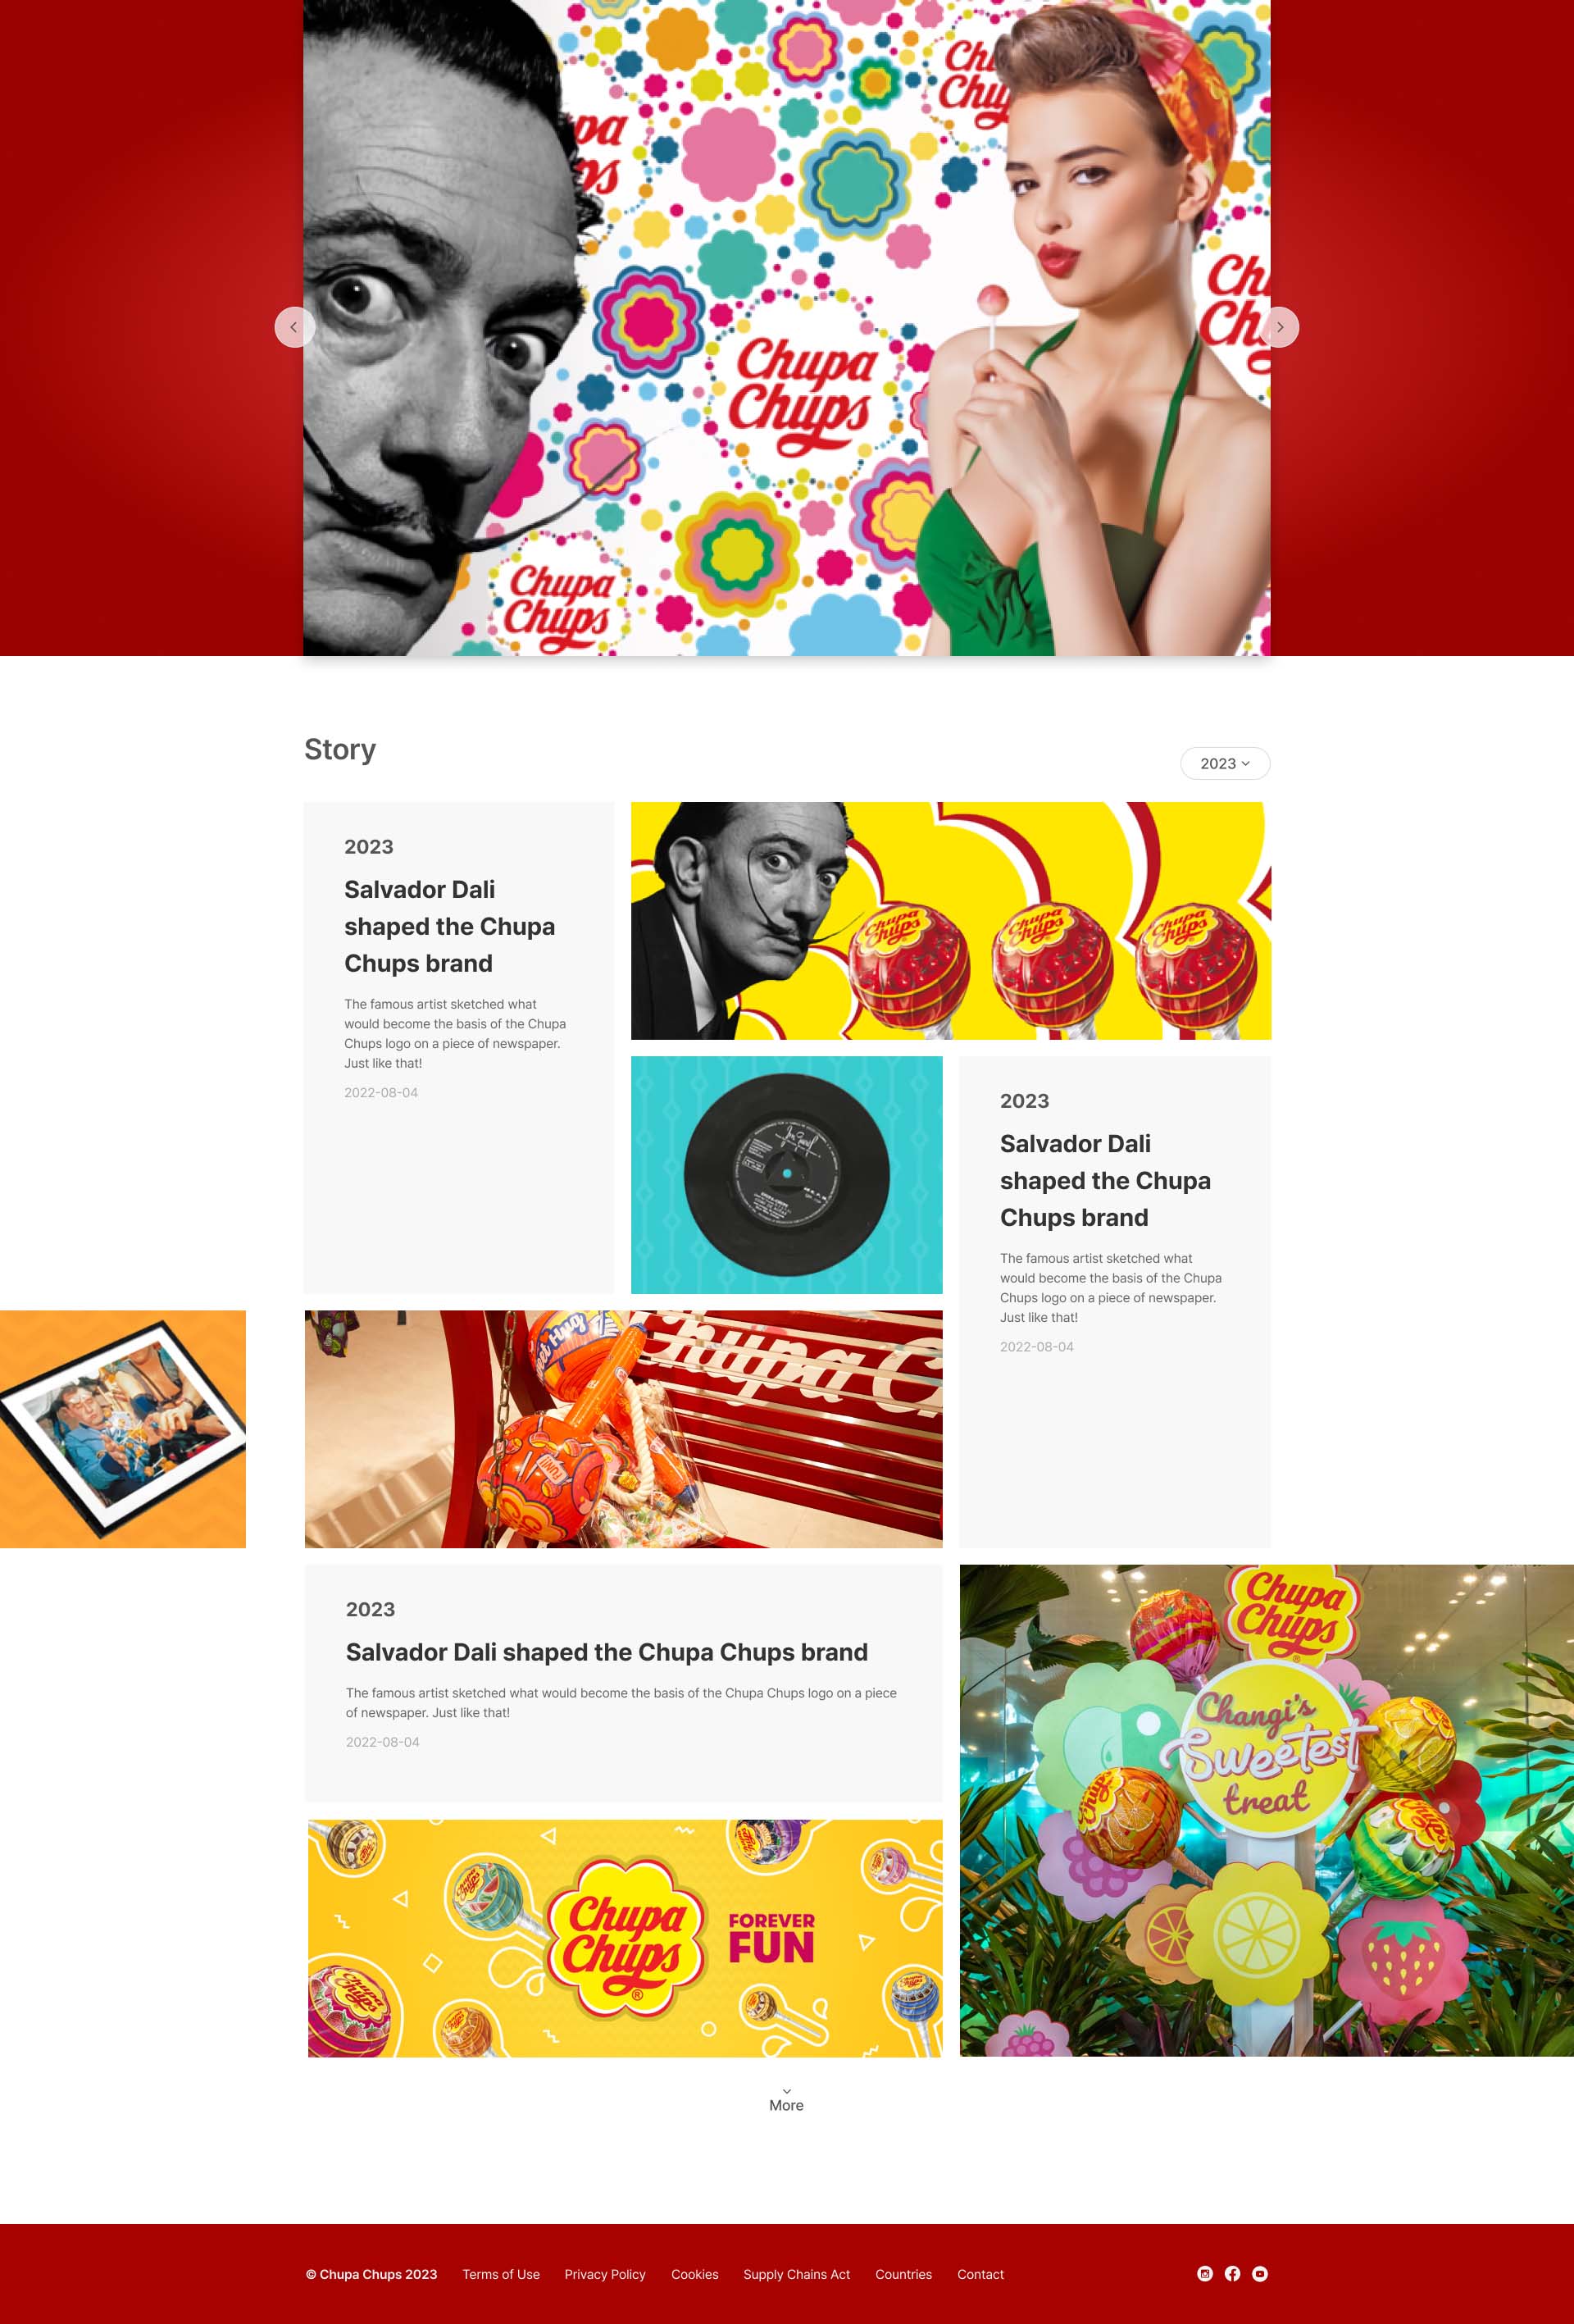 Chupa
Chups
Chupa
Chups
Story
2023
2023
Salvador Dali
shaped the Chupa
Chups brand
The famous artist sketched what
would become the basis of the Chupa
Chups logo on a piece of newspaper.
Just like that!
2022-08-04
Chupa
Chups
Chupa
Chups
Chupa
Chups
2023
Salvador Dali
shaped the Chupa
Chups brand
The famous artist sketched what
would become the basis of the Chupa
Chups logo on a piece of newspaper.
Just like that!
2022-08-04
2023
Salvador Dali shaped the Chupa Chups brand
The famous artist sketched what would become the basis of the Chupa Chups logo on a piece
of newspaper. Just like that!
2022-08-04
Chupa
Chups
®
Changi's
Sweetest
treat
Chupa
Chups
®
FOREVER
FUN
More
© Chupa Chups 2023 Terms of Use Privacy Policy Cookies Supply Chains Act Countries Contact